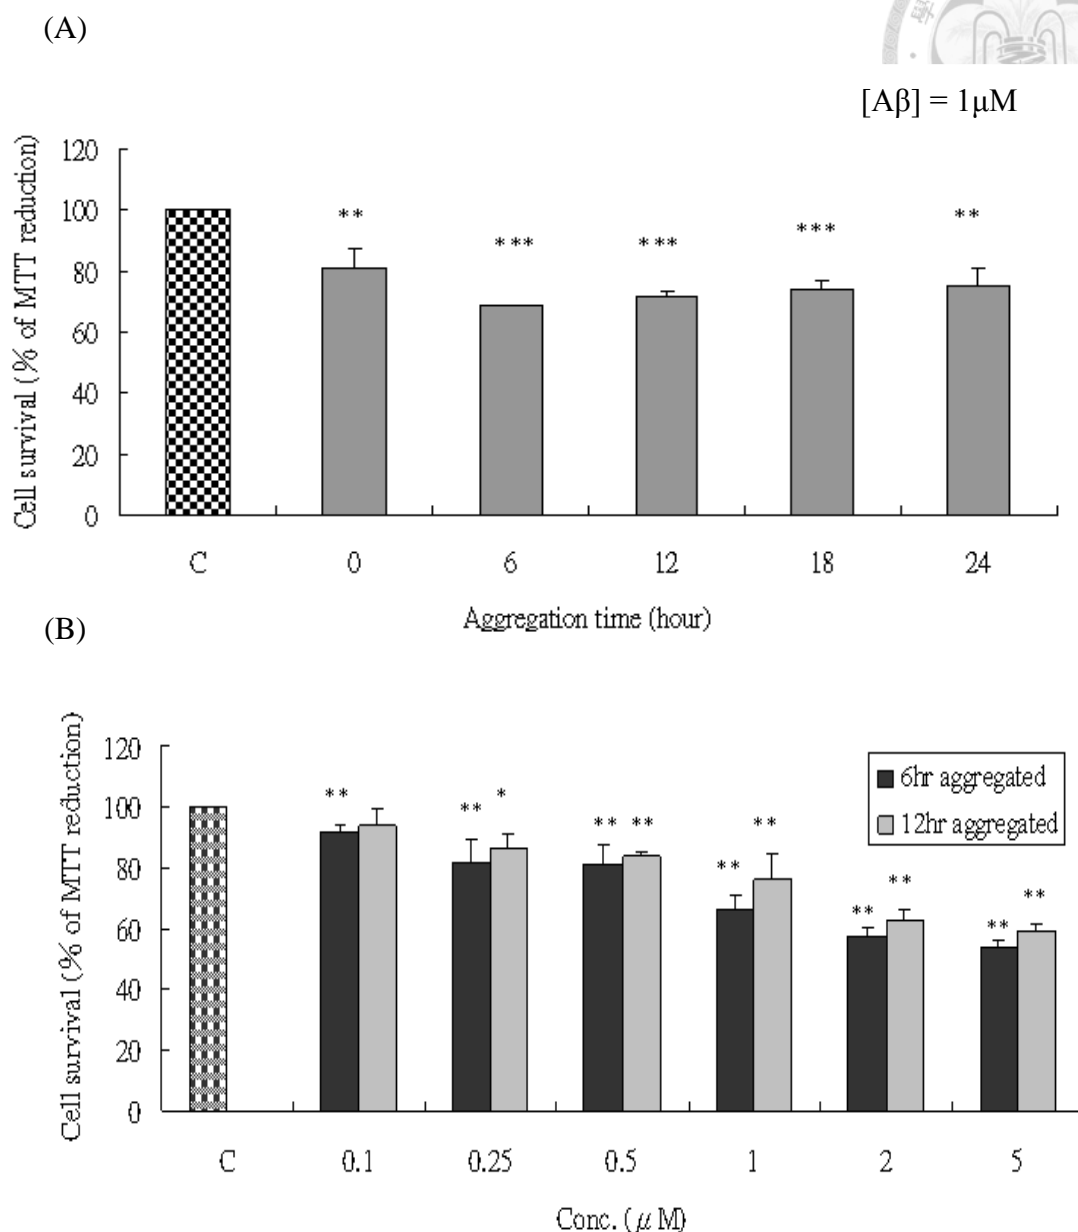 (A)
學
[Aβ] = 1μM
Cell survival (% of MTT reduction)
120
100
80
60
40
20
0
**
***
***
***
**
C 0 6 12 18 24
Aggregation time (hour)
(B)
Cell survival (% of MTT reduction)
120
100
80
60
40
20
0
** ** * ** ** ** ** ** ** ** **
6hr aggregated
12hr aggregated
C 0.1 0.25 0.5 1 2 5
Conc. (μM)